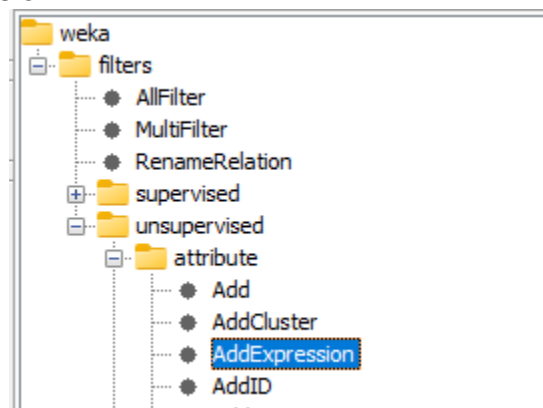 weka
filters
AllFilter
MultiFilter
RenameRelation
supervised
unsupervised
attribute
Add
AddCluster
AddExpression
AddID